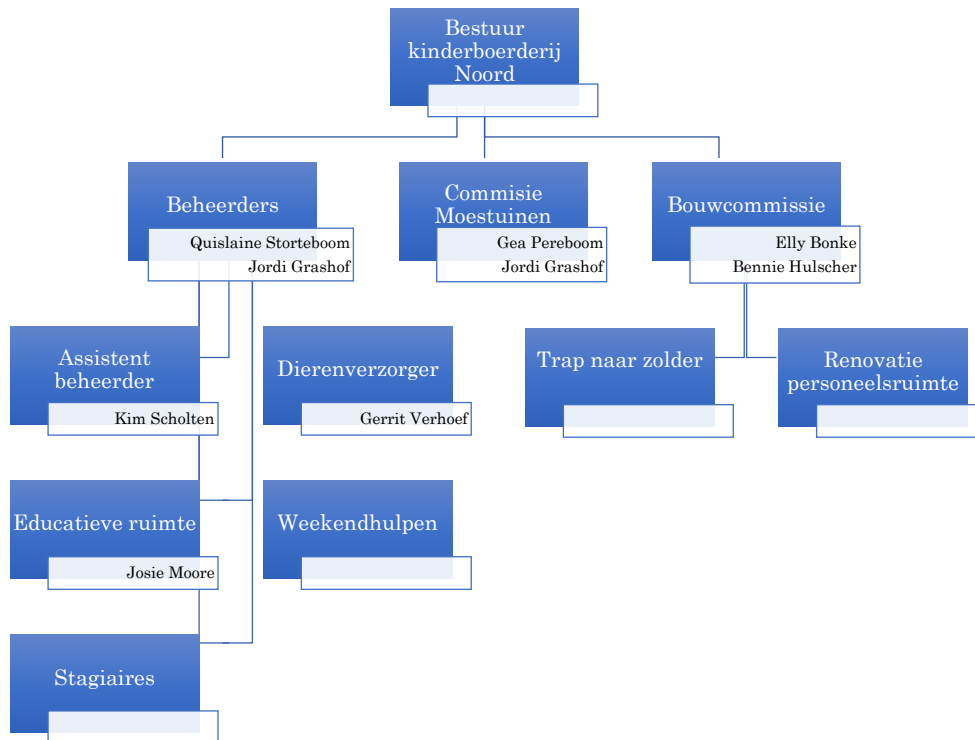 Bestuur
kinderboerderij
Noord
Beheerders
Quislaine Storteboom
Jordi Grashof
Commisie
Moestuinen
Gea Pereboom
Jordi Grashof
Bouwcommissie
Elly Bonke
Bennie Hulscher
Assistent
beheerder
Kim Scholten
Dierenverzorger
Gerrit Verhoef
Trap naar zolder
Renovatie
personeelsruimte
Educatieve ruimte
Josie Moore
Weekendhulpen
Stagiaires